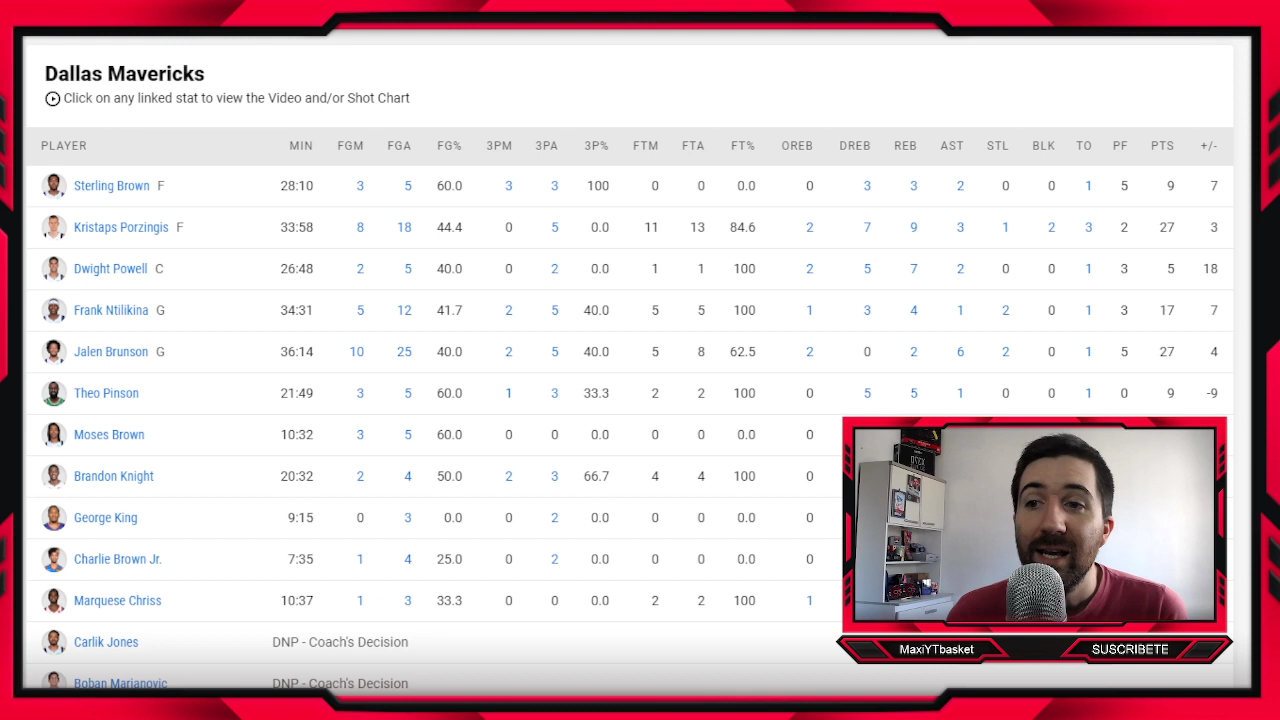 Dallas Mavericks
Click on any linked stat to view the Video and/or Shot Chart
PLAYER MIN FGM FGA FG% 3PM 3PA 3P% FTM FTA FT% OREB DREB REB AST STL BLK TO PF PTS +/-
Sterling Brown F 28:10 3 5 60.0 3 3 100 0 0 0.0 0 3 3 2 0 0 1 5 9 7
Kristaps Porzingis F 33:58 8 18 44.4 0 5 0.0 11 13 84.6 2 7 9 3 1 2 3 2 27 3
Dwight Powell C 26:48 2 5 40.0 0 2 0.0 1 1 100 2 5 7 2 0 0 1 3 5 18
Frank Ntilikina G 34:31 5 12 41.7 2 5 40.0 5 5 100 1 3 4 1 2 0 1 3 17 7
Jalen Brunson G 36:14 10 25 40.0 2 5 40.0 5 8 62.5 2 0 2 6 2 0 1 5 27 4
Theo Pinson 21:49 3 5 60.0 1 3 33.3 2 2 100 0 5 5 1 0 0 1 0 9 -9
Moses Brown 10:32 3 5 60.0 0 0 0.0 0 0 0.0 0
Brandon Knight 20:32 2 4 50.0 2 3 66.7 4 4 100 0
George King 9:15 0 3 0.0 0 2 0.0 0 0 0.0 0
Charlie Brown Jr. 7:35 1 4 25.0 0 2 0.0 0 0 0.0 0
Marquese Chriss 10:37 1 3 33.3 0 0 0.0 2 2 100 1
Carlik Jones DNP - Coach's Decision
Boban Marjanovic DNP - Coach's Decision
MaxiYTbasket
SUSCRIBETE